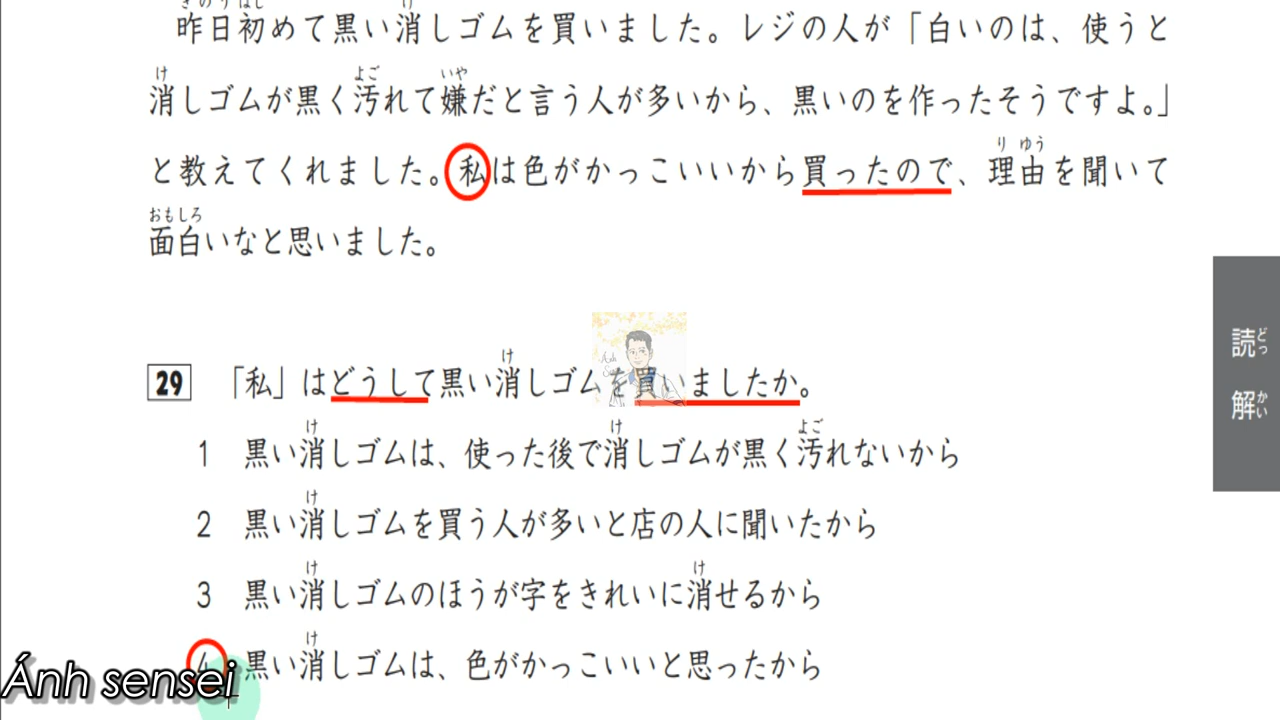 昨日初めて黒い消しゴムを買いました。レジの人が「白いのは、使うと
消しゴムが黒く汚れて嫌だと言う人が多いから、黒いのを作ったそうですよ。」
と教えてくれました。私は色がかっこいいから買ったので、理由を聞いて
面白いなと思いました。
29 「私」はどうして黒い消しゴムを買いましたか。
1 黒い消しゴムは、使った後で消しゴムが黒く汚れないから
2 黒い消しゴムを買う人が多いと店の人に聞いたから
3 黒い消しゴムのほうが字をきれいに消せるから
4 黒い消しゴムは、色がかっこいいと思ったから
読解
Ánh sensei